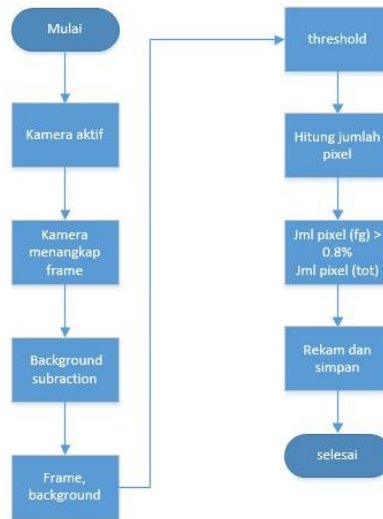 Mulai
Kamera aktif
Kamera
menangkap
frame
Background
subraction
Frame,
background
threshold
Hitung jumlah
pixel
Jml pixel (fg) >
0.8%
Jml pixel (tot)
Rekam dan
simpan
selesai